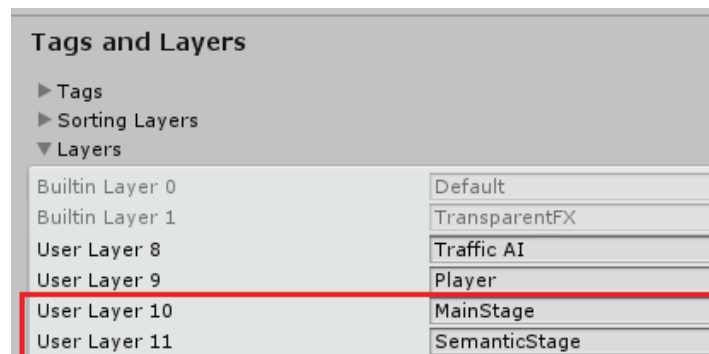 Tags and Layers
Tags
Sorting Layers
Layers
Builtin Layer 0 Default
Builtin Layer 1 TransparentFX
User Layer 8 Traffic AI
User Layer 9 Player
User Layer 10 MainStage
User Layer 11 SemanticStage